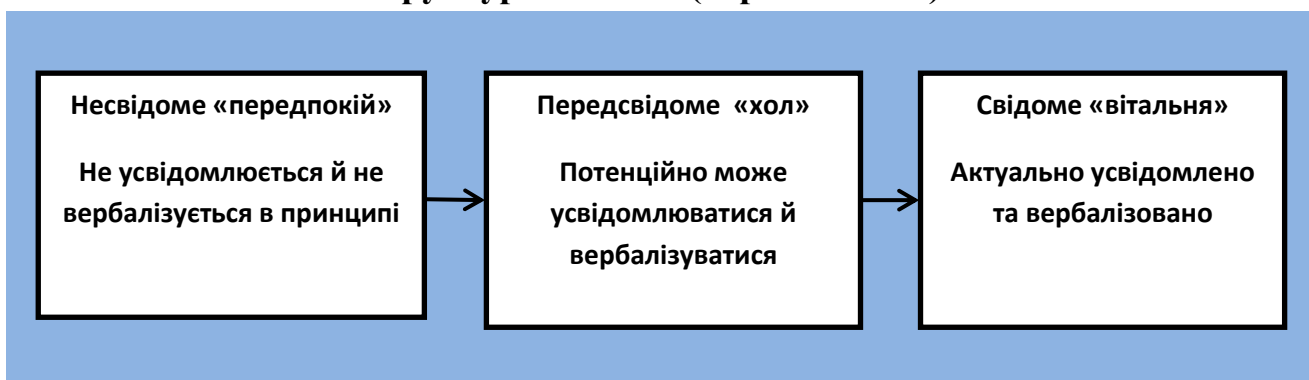 Несвідоме «передпокій»
Не усвідомлюється й не
вербалізується в принципі
Передсвідоме «хол»
Потенційно може
усвідомлюватися й
вербалізуватися
Свідоме «вітальня»
Актуально усвідомлено
та вербалізовано